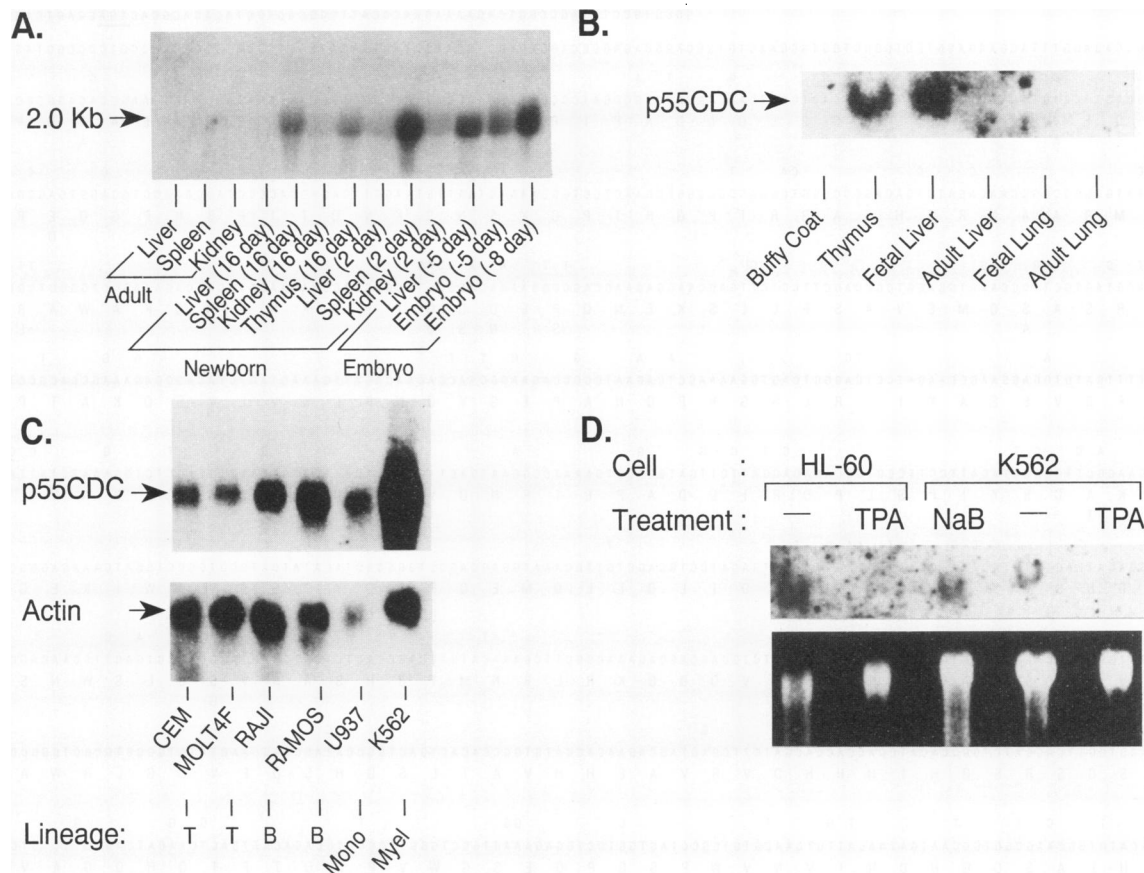 A.
2.0 Kb
Liver
Spleen
Kidney
Liver (16 day)
Spleen (16 day)
Kidney (16 day)
Thymus (16 day)
Liver (2 day)
Spleen (2 day)
Kidney (2 day)
Liver (-5 day)
Embryo (-5 day)
Embryo (-8 day)
Adult
Newborn
Embryo
B.
p55CDC
Buffy Coat
Thymus
Fetal Liver
Adult Liver
Fetal Lung
Adult Lung
C.
p55CDC
Actin
CEM
MOLT4F
RAJI
RAMOS
U937
K562
Lineage: T T B B Mono Myel
D.
Cell : HL-60 K562
Treatment : — TPA NaB — TPA